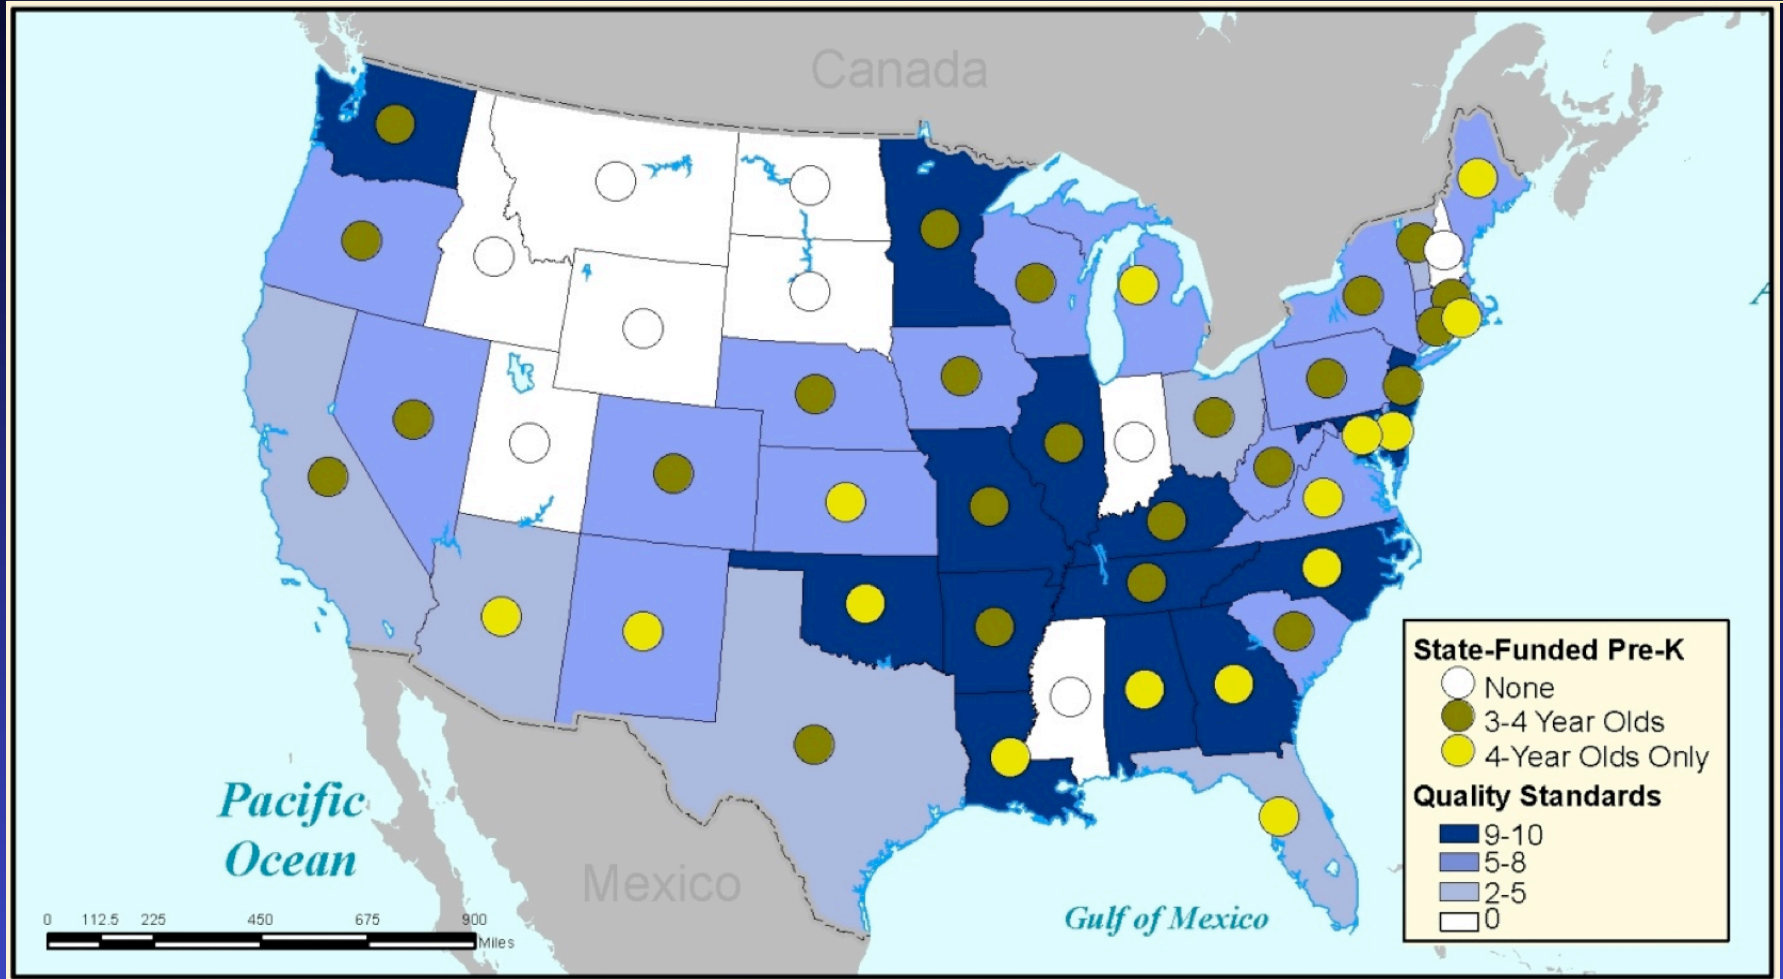 Canada
Pacific
Ocean
Mexico
Gulf of Mexico
0 112.5 225 450 675 900
Miles
State-Funded Pre-K
None
3-4 Year Olds
4-Year Olds Only
Quality Standards
9-10
5-8
2-5
0